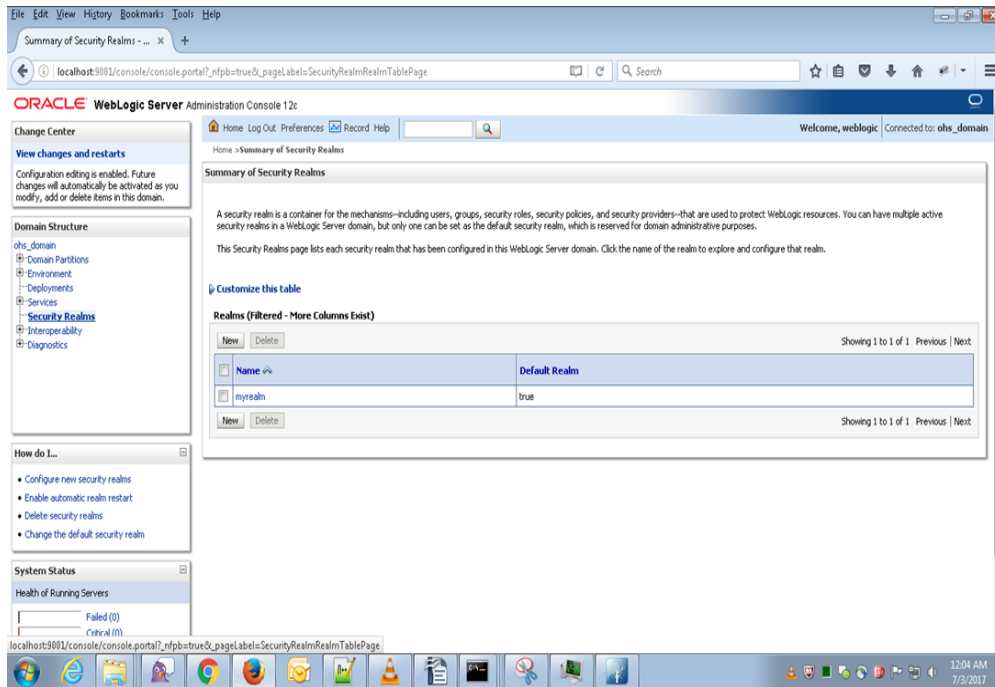 File Edit View History Bookmarks Tools Help
Summary of Security Realms - ... × +
localhost:9001/console/console.portal?_nfpb=true&_pageLabel=SecurityRealmRealmTablePage
Search
ORACLE WebLogic Server Administration Console 12c
Change Center
View changes and restarts
Configuration editing is enabled. Future
changes will automatically be activated as you
modify, add or delete items in this domain.
Domain Structure
ohs_domain
Domain Partitions
Environment
Deployments
Services
Security Realms
Interoperability
Diagnostics
How do I...
Configure new security realms
Enable automatic realm restart
Delete security realms
Change the default security realm
System Status
Health of Running Servers
Failed (0)
Critical (0)
Home Log Out Preferences Record Help
Welcome, weblogic Connected to: ohs_domain
Home >Summary of Security Realms
Summary of Security Realms
A security realm is a container for the mechanisms--including users, groups, security roles, security policies, and security providers--that are used to protect WebLogic resources. You can have multiple active
security realms in a WebLogic Server domain, but only one can be set as the default security realm, which is reserved for domain administrative purposes.
This Security Realms page lists each security realm that has been configured in this WebLogic Server domain. Click the name of the realm to explore and configure that realm.
Customize this table
Realms (Filtered - More Columns Exist)
New Delete Showing 1 to 1 of 1 Previous | Next
Name Default Realm
myrealm true
New Delete Showing 1 to 1 of 1 Previous | Next
localhost:9001/console/console.portal?_nfpb=true&_pageLabel=SecurityRealmRealmTablePage
12:04 AM
7/3/2017